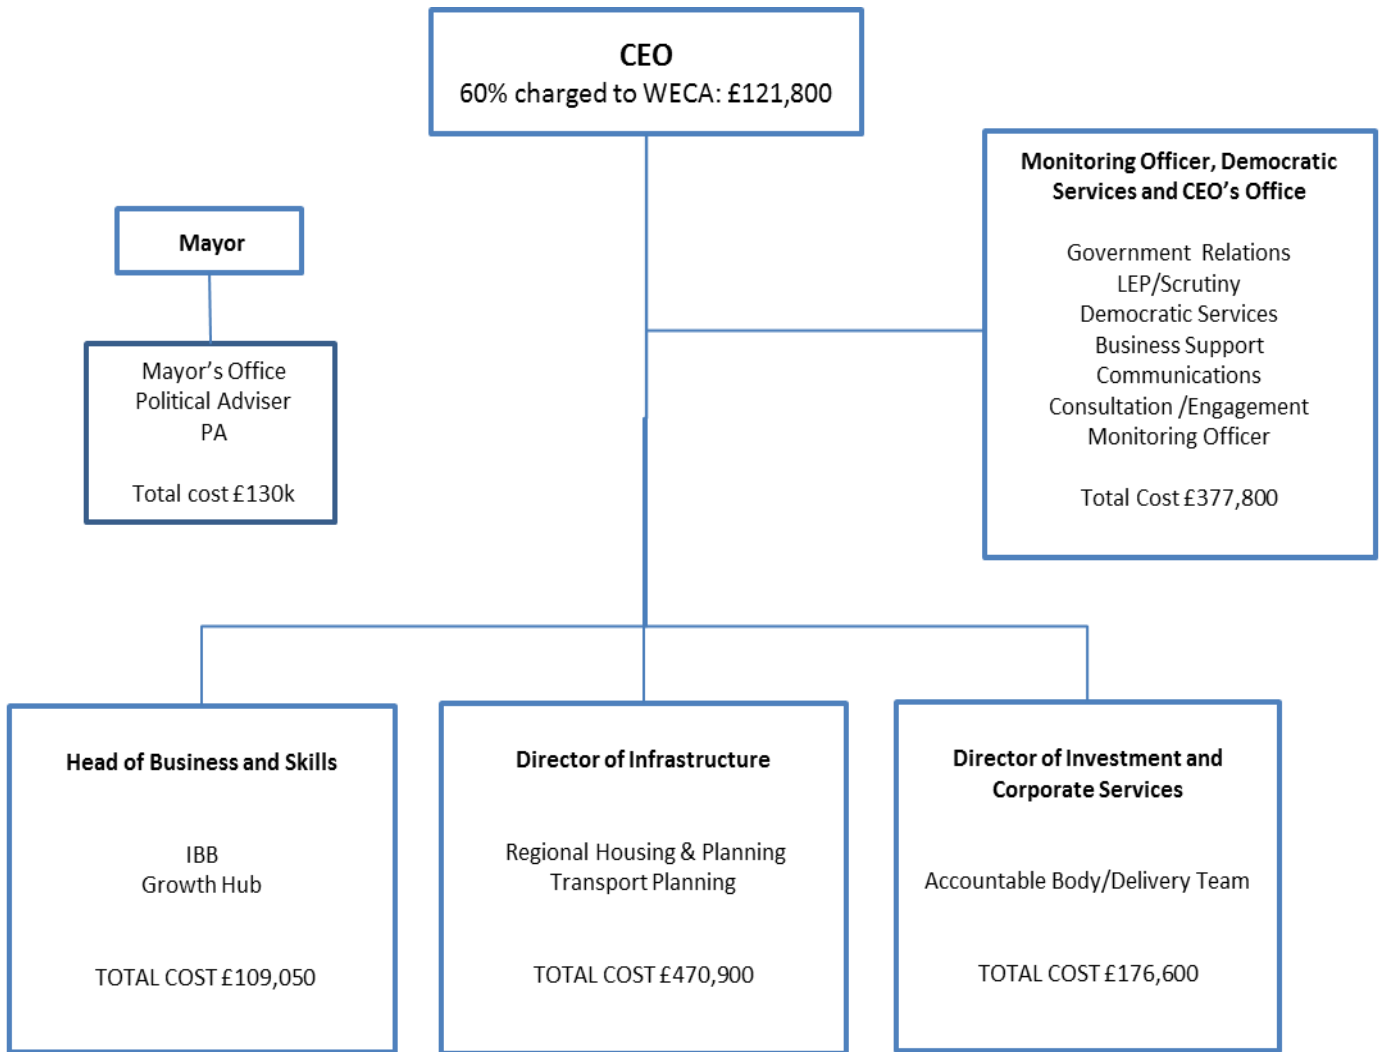 CEO
60% charged to WECA: £121,800
Monitoring Officer, Democratic
Services and CEO's Office
Government Relations
LEP/Scrutiny
Democratic Services
Business Support
Communications
Consultation /Engagement
Monitoring Officer
Total Cost £377,800
Mayor
Mayor's Office
Political Adviser
PA
Total cost £130k
Head of Business and Skills
IBB
Growth Hub
TOTAL COST £109,050
Director of Infrastructure
Regional Housing & Planning
Transport Planning
TOTAL COST £470,900
Director of Investment and
Corporate Services
Accountable Body/Delivery Team
TOTAL COST £176,600